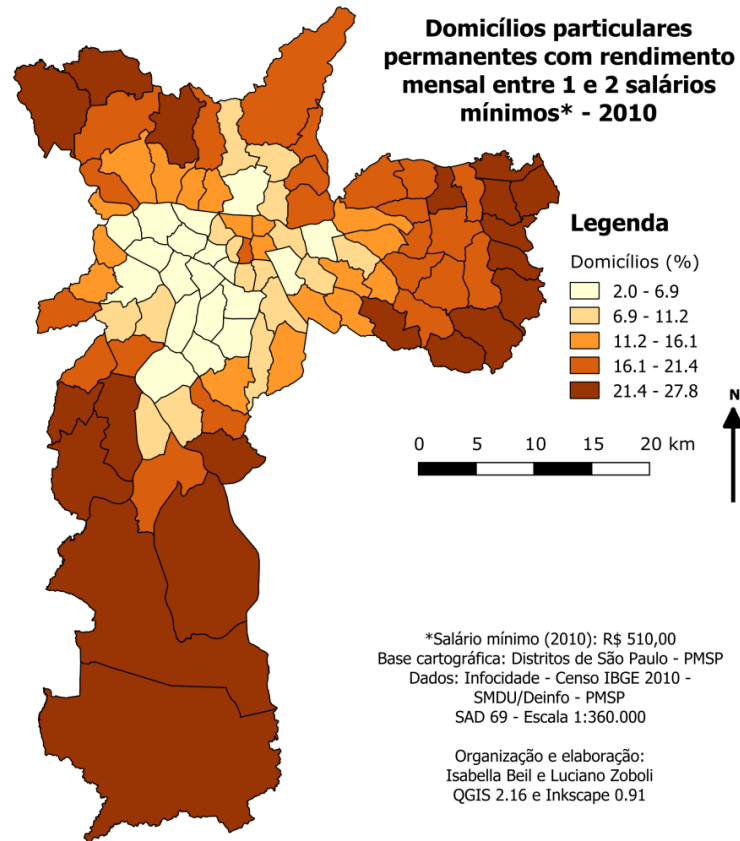 Domicílios particulares
permanentes com rendimento
mensal entre 1 e 2 salários
mínimos* - 2010
Legenda
Domicílios (%)
2.0 - 6.9
6.9 - 11.2
11.2 - 16.1
16.1 - 21.4
21.4 - 27.8
N
0 5 10 15 20 km
*Salário mínimo (2010): R$ 510,00
Base cartográfica: Distritos de São Paulo - PMSP
Dados: Infocidade - Censo IBGE 2010 -
SMDU/Deinfo - PMSP
SAD 69 - Escala 1:360.000
Organização e elaboração:
Isabella Beil e Luciano Zoboli
QGIS 2.16 e Inkscape 0.91